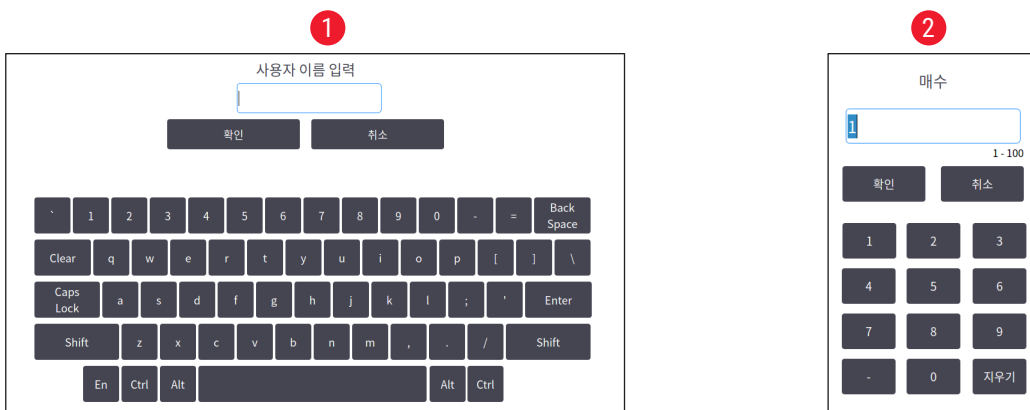 1
사용자 이름 입력
확인 취소
` 1 2 3 4 5 6 7 8 9 0 - = Back Space
Clear q w e r t y u i o p [ ] \
Caps Lock a s d f g h j k l ; ' Enter
Shift z x c v b n m , . / Shift
En Ctrl Alt Alt Ctrl
2
매수
1
1 - 100
확인 취소
1 2 3
4 5 6
7 8 9
- 0 지우기